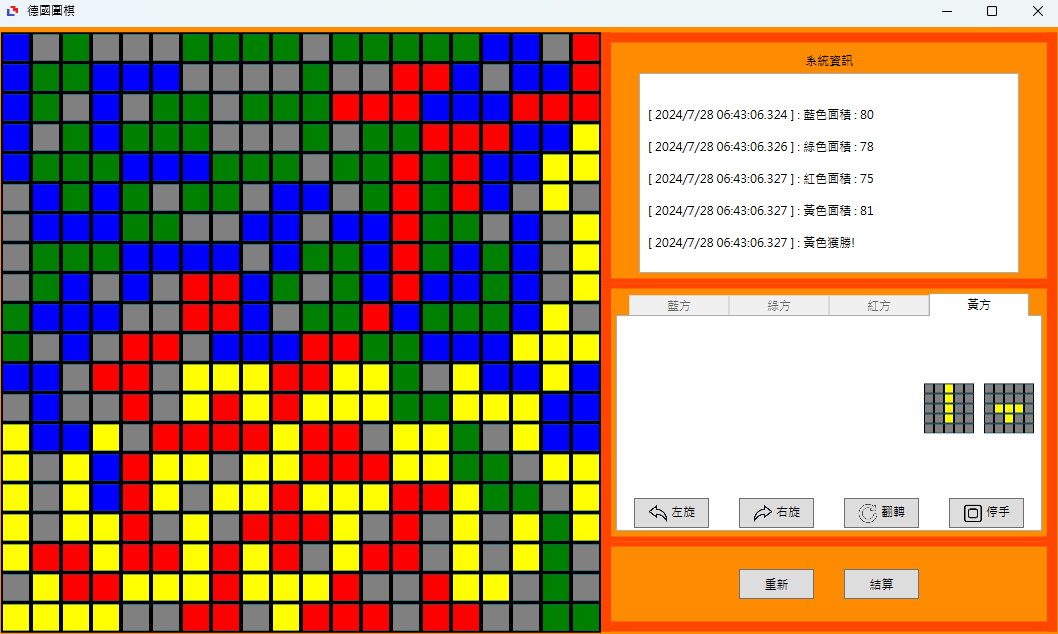 德國圍棋
系統資訊
[ 2024/7/28 06:43:06.324 ] : 藍色面積 : 80
[ 2024/7/28 06:43:06.326 ] : 綠色面積 : 78
[ 2024/7/28 06:43:06.327 ] : 紅色面積 : 75
[ 2024/7/28 06:43:06.327 ] : 黃色面積 : 81
[ 2024/7/28 06:43:06.327 ] : 黃色獲勝!
藍方 綠方 紅方 黃方
左旋 右旋 翻轉 停手
重新 結算